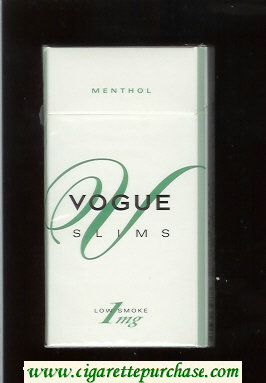 MENTHOL
V
VOGUE
SLIMS
LOW SMOKE
1mg
www.cigarettepurchase.com